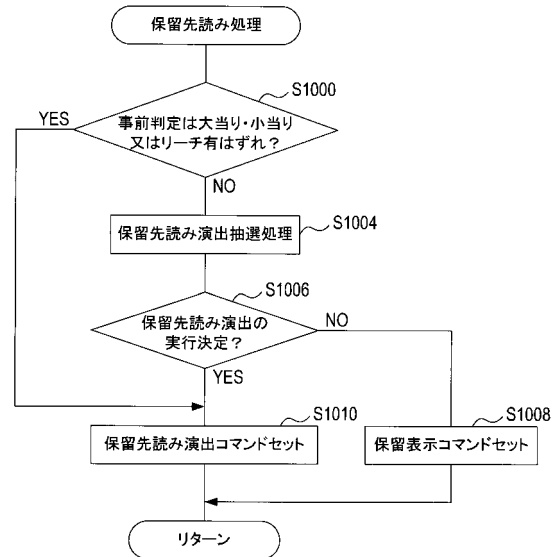 保留先読み処理
S1000
YES
事前判定は大当り・小当り
又はリーチ有はずれ?
NO
S1004
保留先読み演出抽選処理
S1006
保留先読み演出の
実行決定?
NO
YES
S1010
保留先読み演出コマンドセット
S1008
保留表示コマンドセット
リターン